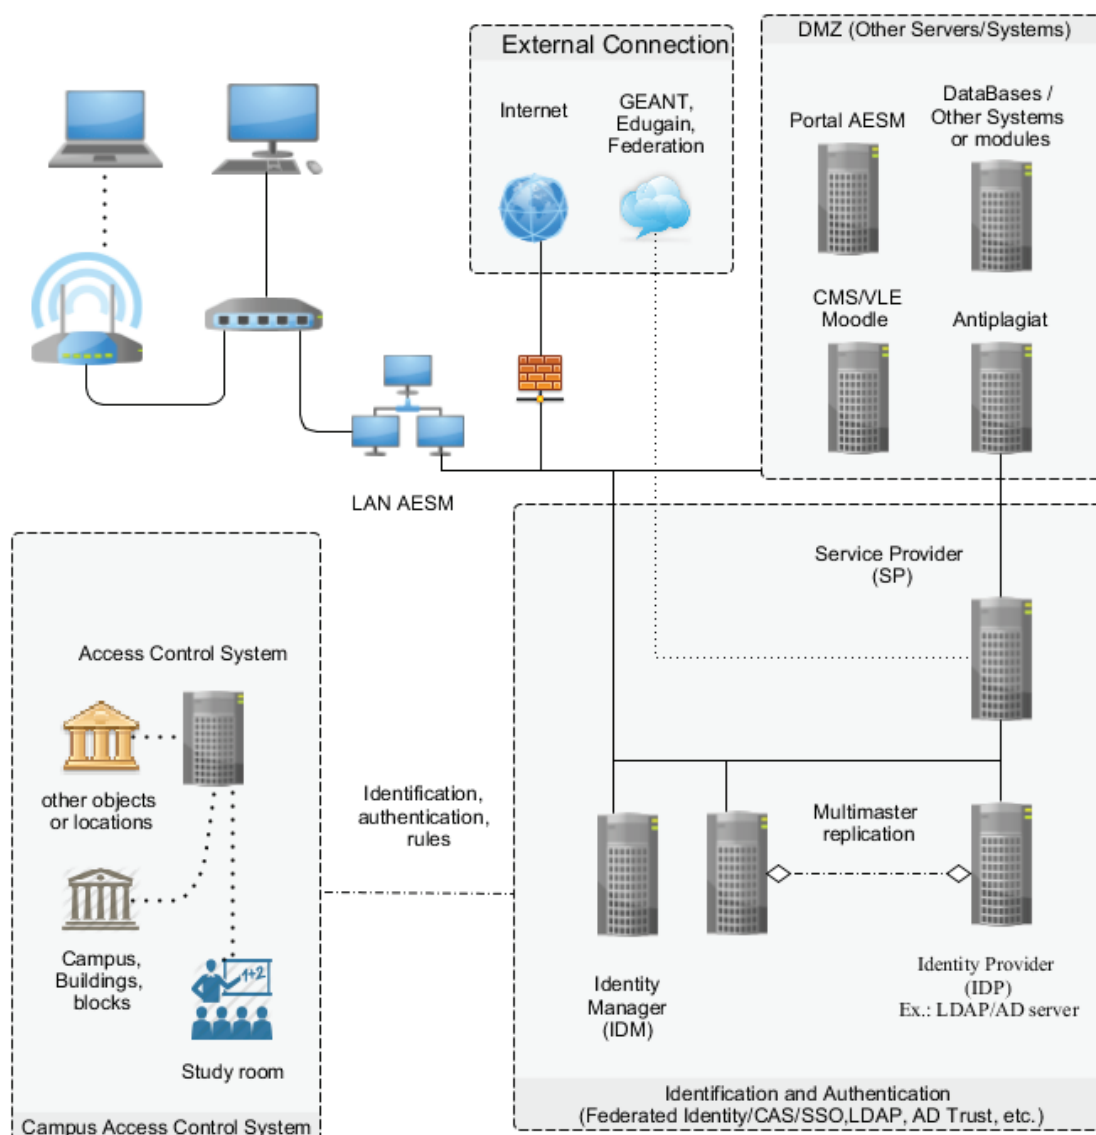 External Connection
Internet
GEANT,
Edugain,
Federation
DMZ (Other Servers/Systems)
Portal AESM
DataBases /
Other Systems
or modules
CMS/VLE
Moodle
Antiplagiat
LAN AESM
Service Provider
(SP)
Access Control System
other objects
or locations
Campus,
Buildings,
blocks
1+2
Study room
Campus Access Control System
Identification,
authentication,
rules
Multimaster
replication
Identity
Manager
(IDM)
Identity Provider
(IDP)
Ex.: LDAP/AD server
Identification and Authentication
(Federated Identity/CAS/SSO,LDAP, AD Trust, etc.)